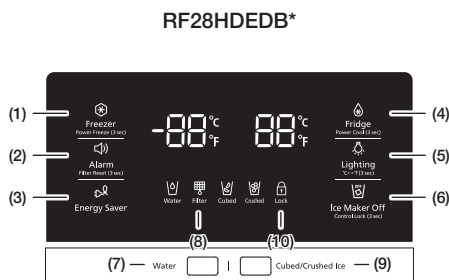 RF28HDEDB*
(1) Freezer (4) Fridge
Power Freeze (3 sec) Power Cool (3 sec)
-88 °C °F 88 °C °F
(2) Alarm (5) Lighting
Filter Reset (3 sec) °C↔°F (3 sec)
(3) Energy Saver (6) Ice Maker Off
Control Lock (3 sec)
Water Filter Cubed Crushed Lock
(8) (10)
(7) Water Cubed/Crushed Ice (9)